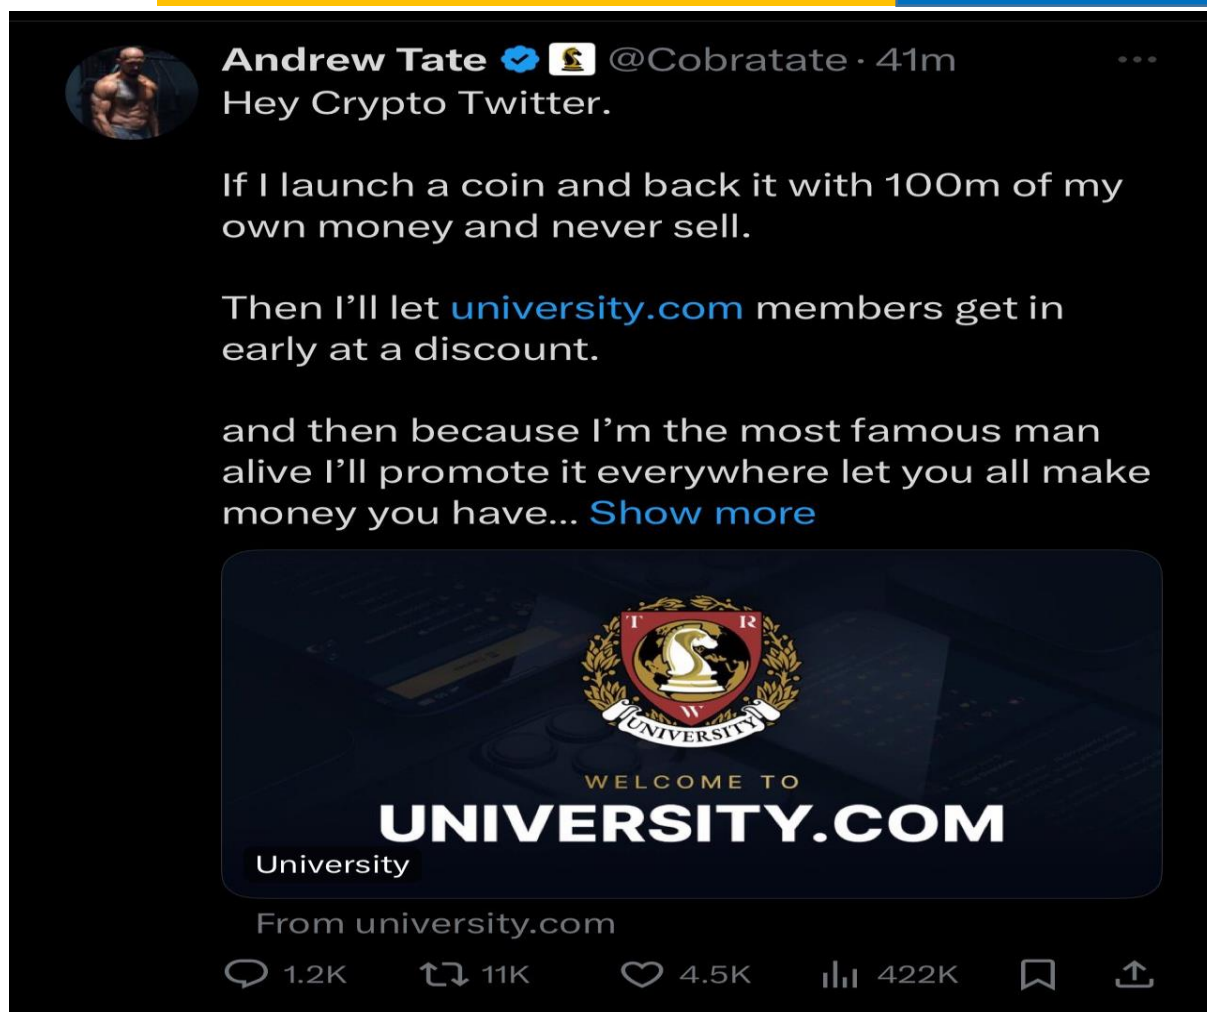 Andrew Tate @Cobratate · 41m
Hey Crypto Twitter.
If I launch a coin and back it with 100m of my
own money and never sell.
Then I’ll let university.com members get in
early at a discount.
and then because I’m the most famous man
alive I’ll promote it everywhere let you all make
money you have... Show more
T R
W
UNIVERSITY
WELCOME TO
UNIVERSITY.COM
University
From university.com
1.2K 11K 4.5K 422K